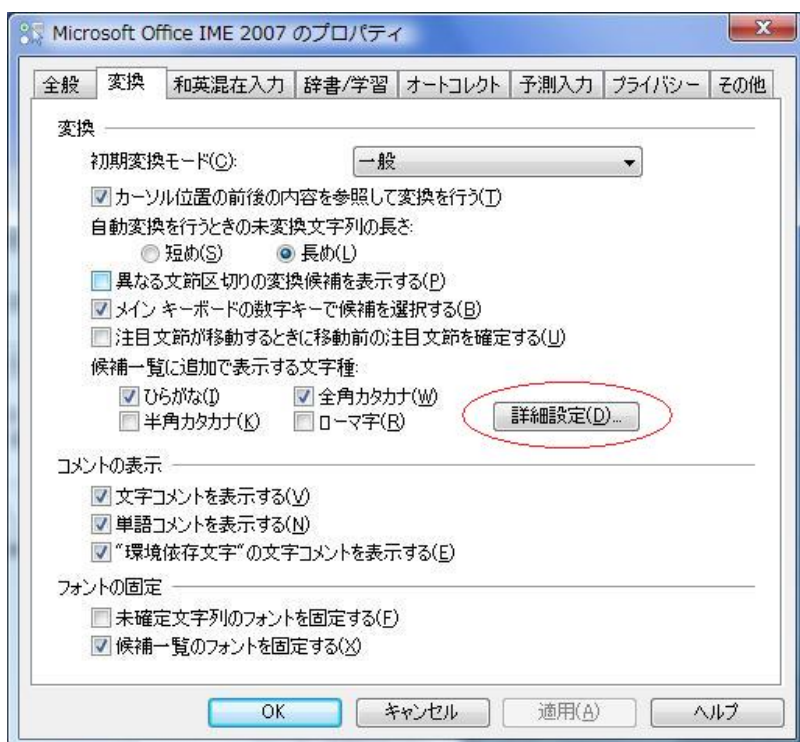 Microsoft Office IME 2007 のプロパティ
全般 変換 和英混在入力 辞書/学習 オートコレクト 予測入力 プライバシー その他
変換
初期変換モード(C): 一般
カーソル位置の前後の内容を参照して変換を行う(T)
自動変換を行うときの未変換文字列の長さ:
短め(S) 長め(L)
異なる文節区切りの変換候補を表示する(P)
メイン キーボードの数字キーで候補を選択する(B)
注目文節が移動するときに移動前の注目文節を確定する(U)
候補一覧に追加で表示する文字種:
ひらがな(I) 全角カタカナ(W)
半角カタカナ(K) ローマ字(R) 詳細設定(D)...
コメントの表示
文字コメントを表示する(V)
単語コメントを表示する(N)
"環境依存文字"の文字コメントを表示する(E)
フォントの固定
未確定文字列のフォントを固定する(F)
候補一覧のフォントを固定する(X)
OK キャンセル 適用(A) ヘルプ